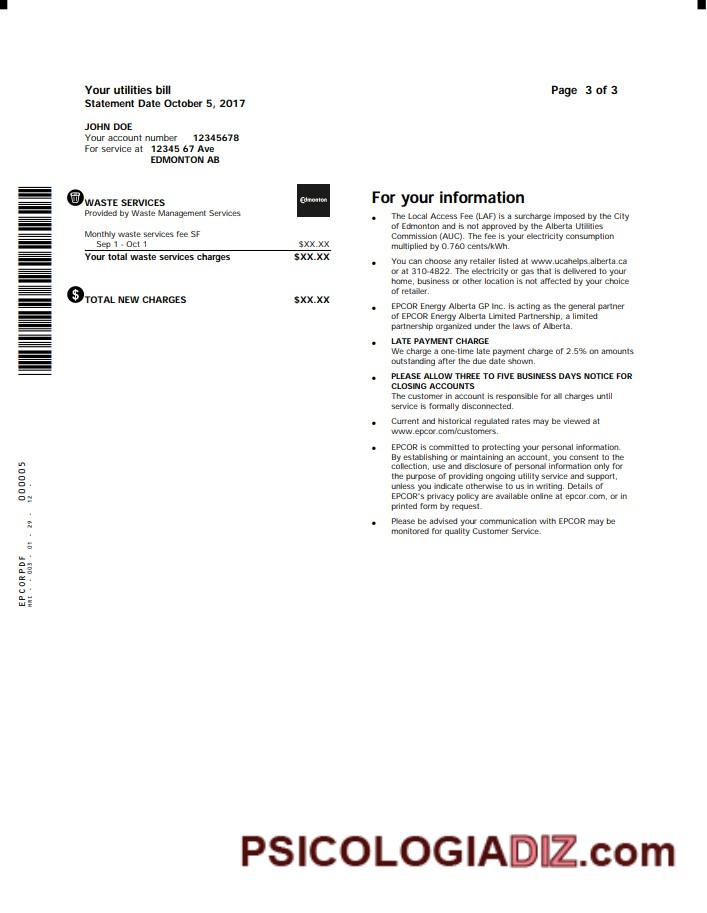 Your utilities bill
Statement Date October 5, 2017
Page 3 of 3
JOHN DOE
Your account number 12345678
For service at 12345 67 Ave
EDMONTON AB
WASTE SERVICES
Provided by Waste Management Services
Edmonton
Monthly waste services fee SF
Sep 1 - Oct 1 $XX.XX
Your total waste services charges $XX.XX
$ TOTAL NEW CHARGES $XX.XX
For your information
• The Local Access Fee (LAF) is a surcharge imposed by the City
of Edmonton and is not approved by the Alberta Utilities
Commission (AUC). The fee is your electricity consumption
multiplied by 0.760 cents/kWh.
• You can choose any retailer listed at www.ucahelps.alberta.ca
or at 310-4822. The electricity or gas that is delivered to your
home, business or other location is not affected by your choice
of retailer.
• EPCOR Energy Alberta GP Inc. is acting as the general partner
of EPCOR Energy Alberta Limited Partnership, a limited
partnership organized under the laws of Alberta.
• LATE PAYMENT CHARGE
We charge a one-time late payment charge of 2.5% on amounts
outstanding after the due date shown.
• PLEASE ALLOW THREE TO FIVE BUSINESS DAYS NOTICE FOR
CLOSING ACCOUNTS
The customer in account is responsible for all charges until
service is formally disconnected.
• Current and historical regulated rates may be viewed at
www.epcor.com/customers.
• EPCOR is committed to protecting your personal information.
By establishing or maintaining an account, you consent to the
collection, use and disclosure of personal information only for
the purpose of providing ongoing utility service and support,
unless you indicate otherwise to us in writing. Details of
EPCOR's privacy policy are available online at epcor.com, or in
printed form by request.
• Please be advised your communication with EPCOR may be
monitored for quality Customer Service.
EPCORPDF 000005
HRI - - 003 - 01 - 29 - 12 -
PSICOLOGIADIZ.com